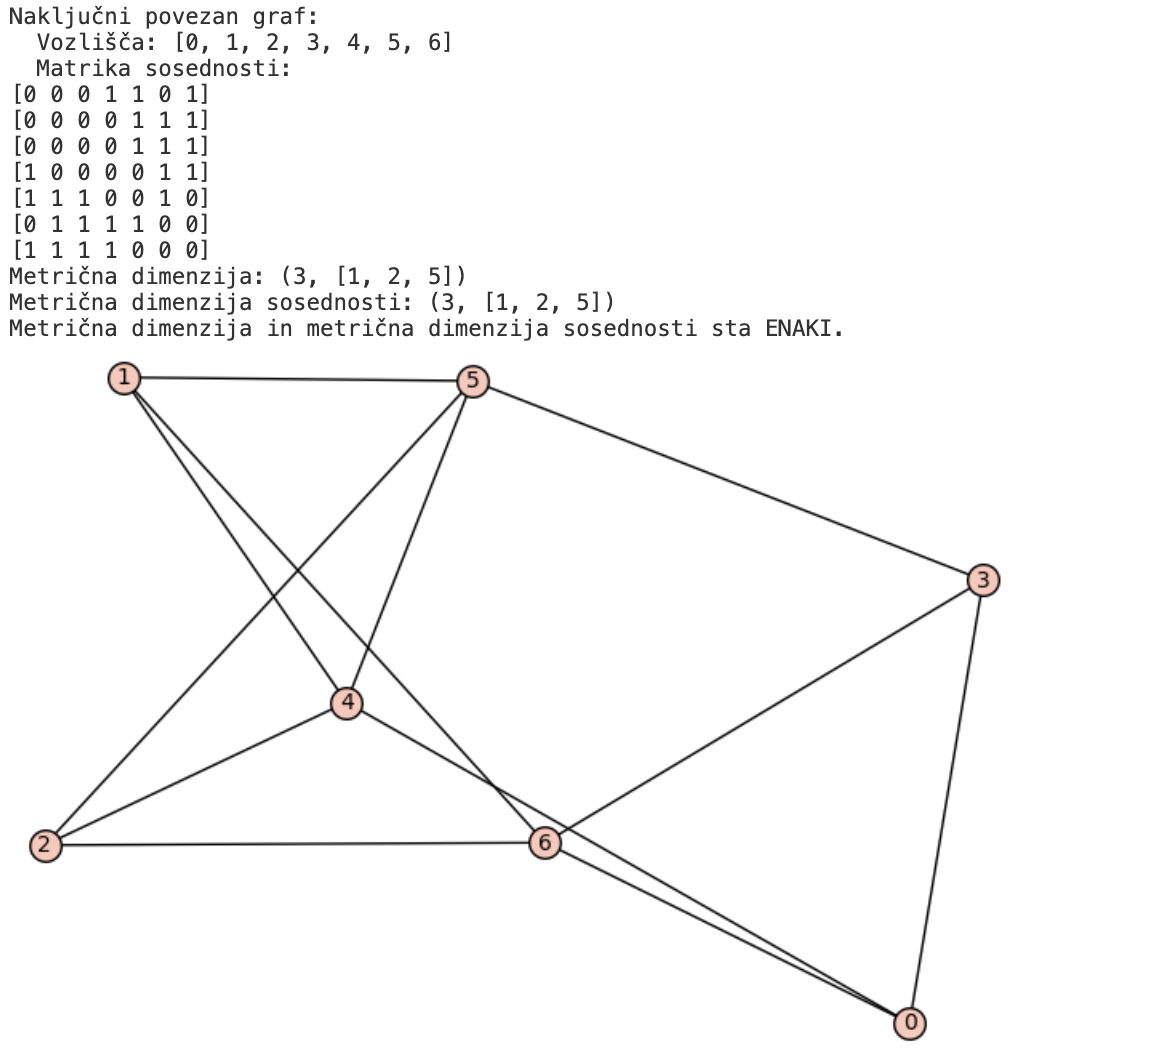 Naključni povezan graf:
Vozlišča: [0, 1, 2, 3, 4, 5, 6]
Matrika sosednosti:
[0 0 0 1 1 0 1]
[0 0 0 0 1 1 1]
[0 0 0 0 1 1 1]
[1 0 0 0 0 1 1]
[1 1 1 0 0 1 0]
[0 1 1 1 1 0 0]
[1 1 1 1 0 0 0]
Metrična dimenzija: (3, [1, 2, 5])
Metrična dimenzija sosednosti: (3, [1, 2, 5])
Metrična dimenzija in metrična dimenzija sosednosti sta ENAKI.
1
5
3
4
2
6
0